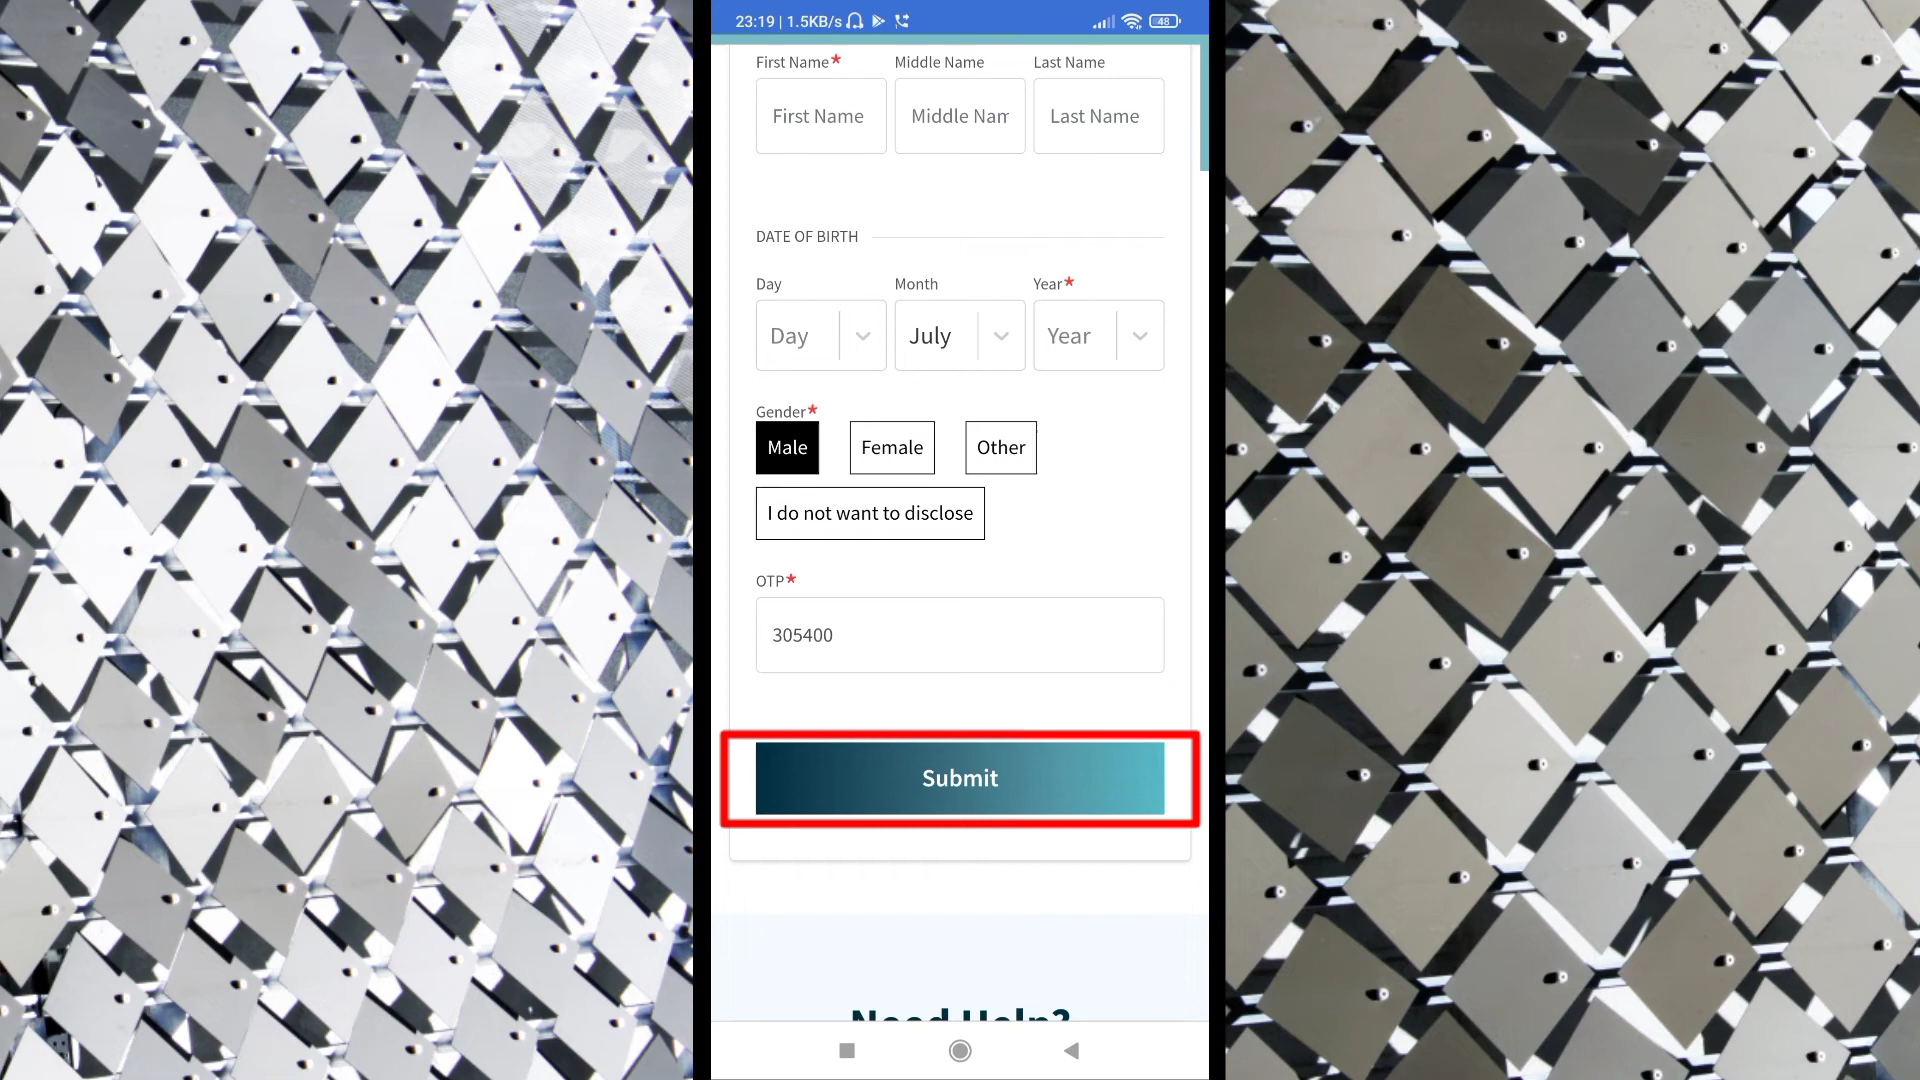 23:19 | 1.5KB/s 48
First Name* Middle Name Last Name
First Name Middle Nam Last Name
DATE OF BIRTH
Day Month Year*
Day July Year
Gender*
Male Female Other
I do not want to disclose
OTP*
305400
Submit
Need Help?